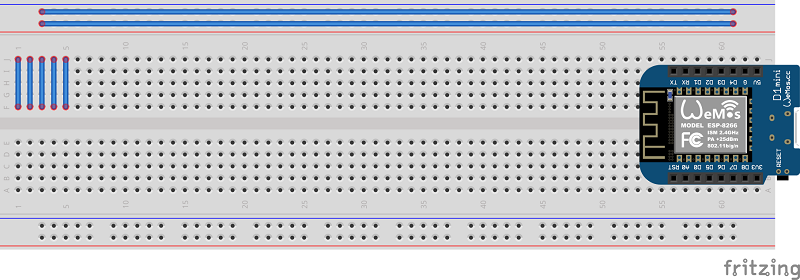 1 5 10 15 20 25 30 35 40 45 50 55 60
J
I
H
G
F
TX RX D1 D2 D3 D4 G 5V
D1 mini
WeMos.cc
WeMos
MODEL ESP-8266
ISM 2.4GHz
PA +25dBm
802.11b/g/n
FC
RST A0 D0 D5 D6 D7 D8 3V3
RESET
E
D
C
B
A
1 5 10 15 20 25 30 35 40 45 50 55 60
fritzing